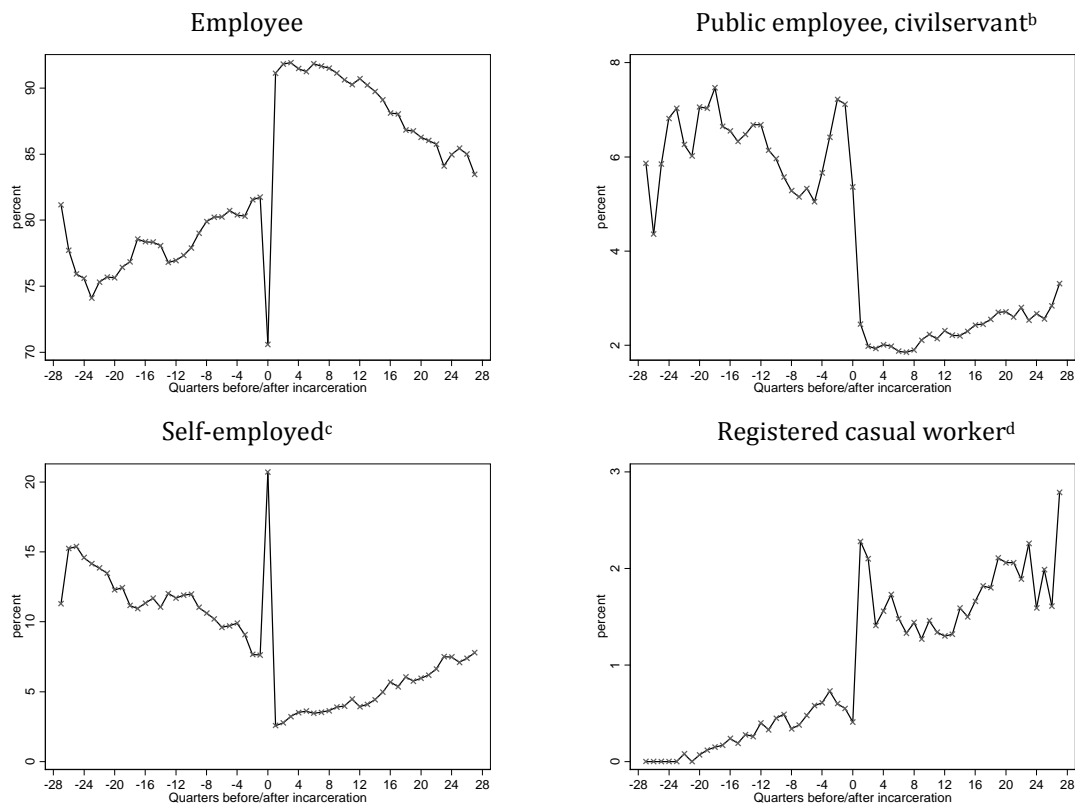 Employee
percent
90
85
80
75
70
-28 -24 -20 -16 -12 -8 -4 0 4 8 12 16 20 24 28
Quarters before/after incarceration
Public employee, civilservantᵇ
percent
8
6
4
2
-28 -24 -20 -16 -12 -8 -4 0 4 8 12 16 20 24 28
Quarters before/after incarceration
Self-employedᶜ
percent
20
15
10
5
0
-28 -24 -20 -16 -12 -8 -4 0 4 8 12 16 20 24 28
Quarters before/after incarceration
Registered casual workerᵈ
percent
3
2
1
0
-28 -24 -20 -16 -12 -8 -4 0 4 8 12 16 20 24 28
Quarters before/after incarceration